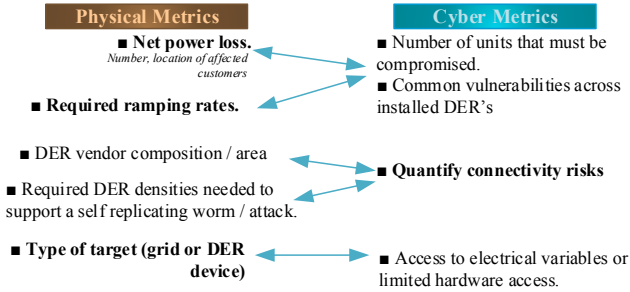 Physical Metrics
Cyber Metrics
■ Net power loss.
Number, location of affected
customers
■ Required ramping rates.
■ Number of units that must be
compromised.
■ Common vulnerabilities across
installed DER's
■ DER vendor composition / area
■ Required DER densities needed to
support a self replicating worm / attack.
■ Quantify connectivity risks
■ Type of target (grid or DER
device)
■ Access to electrical variables or
limited hardware access.